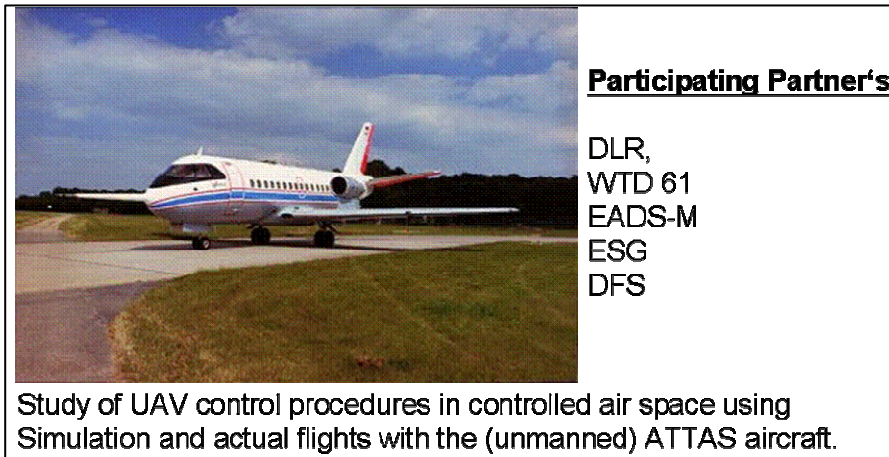 Participating Partner's
DLR,
WTD 61
EADS-M
ESG
DFS
Study of UAV control procedures in controlled air space using
Simulation and actual flights with the (unmanned) ATTAS aircraft.